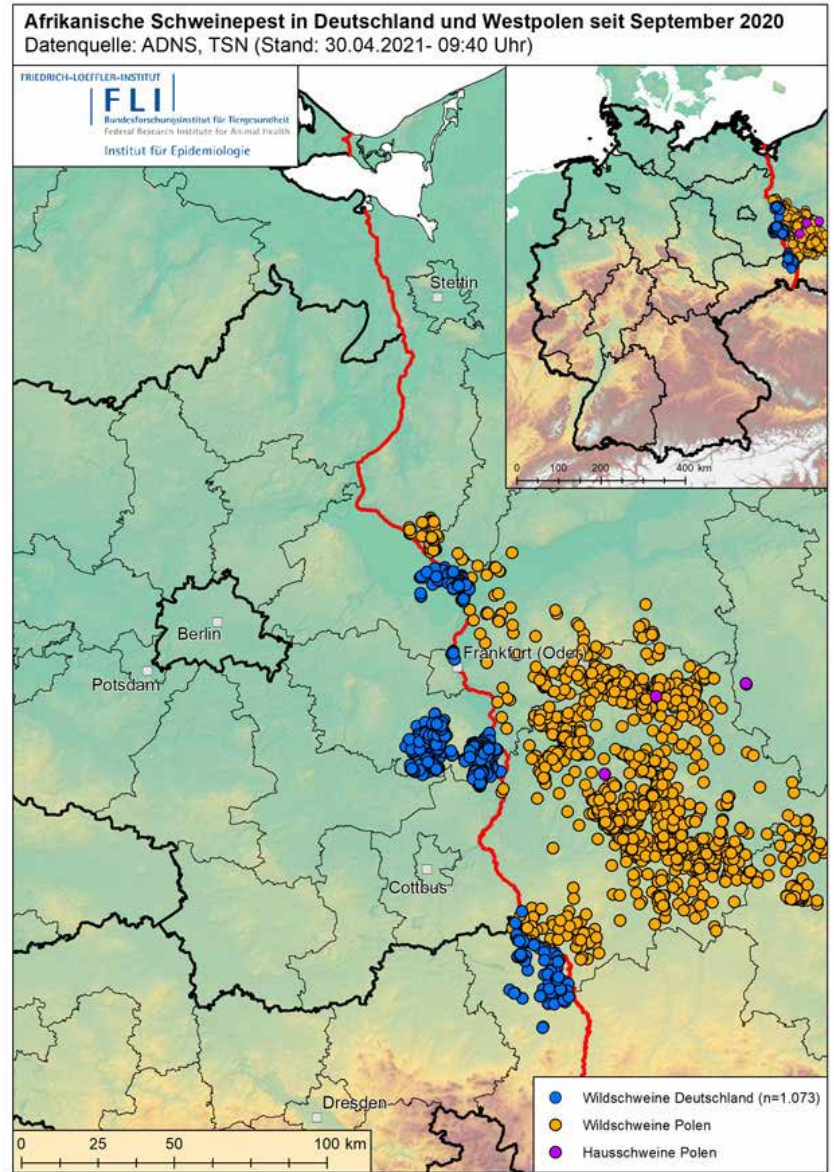 Afrikanische Schweinepest in Deutschland und Westpolen seit September 2020
Datenquelle: ADNS, TSN (Stand: 30.04.2021- 09:40 Uhr)
FRIEDRICH-LOEFFLER-INSTITUT
FLI
Bundesforschungsinstitut für Tiergesundheit
Federal Research Institute for Animal Health
Institut für Epidemiologie
0 100 200 400 km
Stettin
Berlin
Frankfurt (Oder)
Potsdam
Cottbus
Dresden
Wildschweine Deutschland (n=1.073)
Wildschweine Polen
Hausschweine Polen
0 25 50 100 km